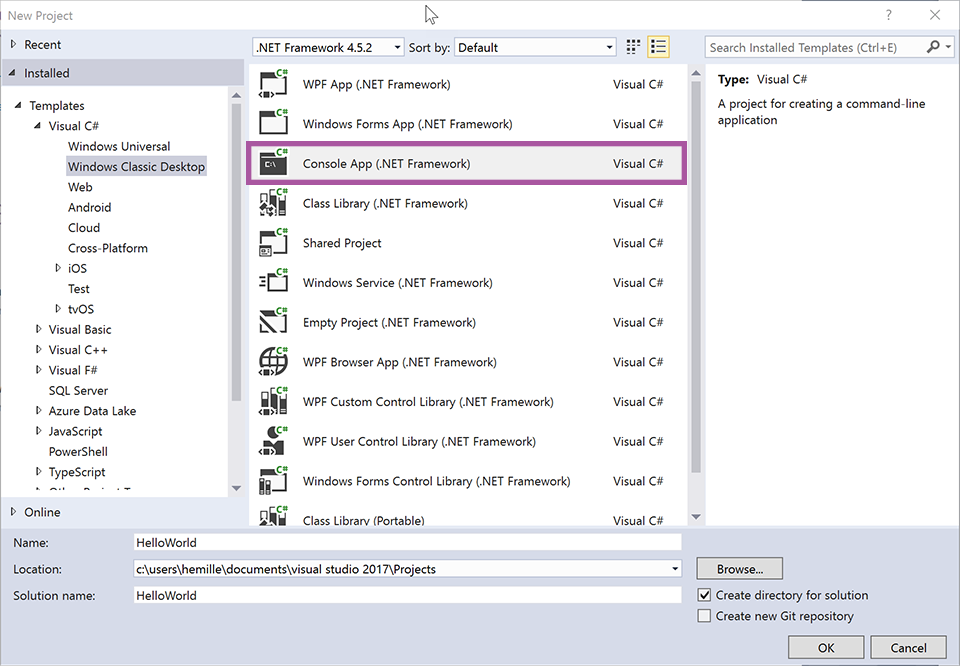 New Project
?
Recent
.NET Framework 4.5.2
Sort by:
Default
Search Installed Templates (Ctrl+E)
Installed
Templates
Visual C#
Windows Universal
Windows Classic Desktop
Web
Android
Cloud
Cross-Platform
iOS
Test
tvOS
Visual Basic
Visual C++
Visual F#
SQL Server
Azure Data Lake
JavaScript
PowerShell
TypeScript
Online
C# WPF App (.NET Framework) Visual C#
C# Windows Forms App (.NET Framework) Visual C#
C# C:\ Console App (.NET Framework) Visual C#
C# Class Library (.NET Framework) Visual C#
C# Shared Project Visual C#
C# Windows Service (.NET Framework) Visual C#
C# Empty Project (.NET Framework) Visual C#
C# WPF Browser App (.NET Framework) Visual C#
C# WPF Custom Control Library (.NET Framework) Visual C#
C# WPF User Control Library (.NET Framework) Visual C#
C# Windows Forms Control Library (.NET Framework) Visual C#
C# Class Library (Portable) Visual C#
Type: Visual C#
A project for creating a command-line
application
Name: HelloWorld
Location: c:\users\hemille\documents\visual studio 2017\Projects
Browse...
Solution name: HelloWorld
Create directory for solution
Create new Git repository
OK
Cancel